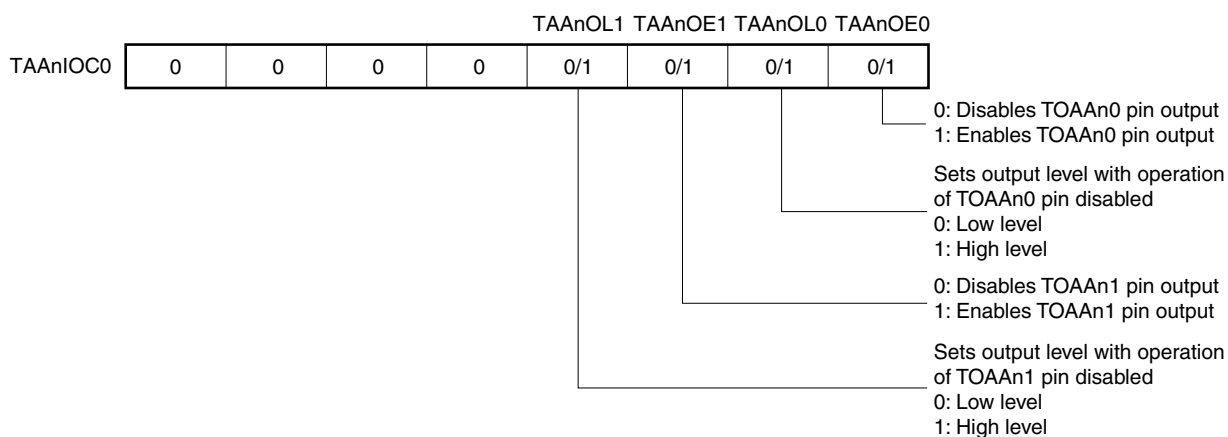 TAAnOL1 TAAnOE1 TAAnOL0 TAAnOE0
TAAnIOC0 0 0 0 0 0/1 0/1 0/1 0/1
0: Disables TOAAn0 pin output
1: Enables TOAAn0 pin output
Sets output level with operation
of TOAAn0 pin disabled
0: Low level
1: High level
0: Disables TOAAn1 pin output
1: Enables TOAAn1 pin output
Sets output level with operation
of TOAAn1 pin disabled
0: Low level
1: High level